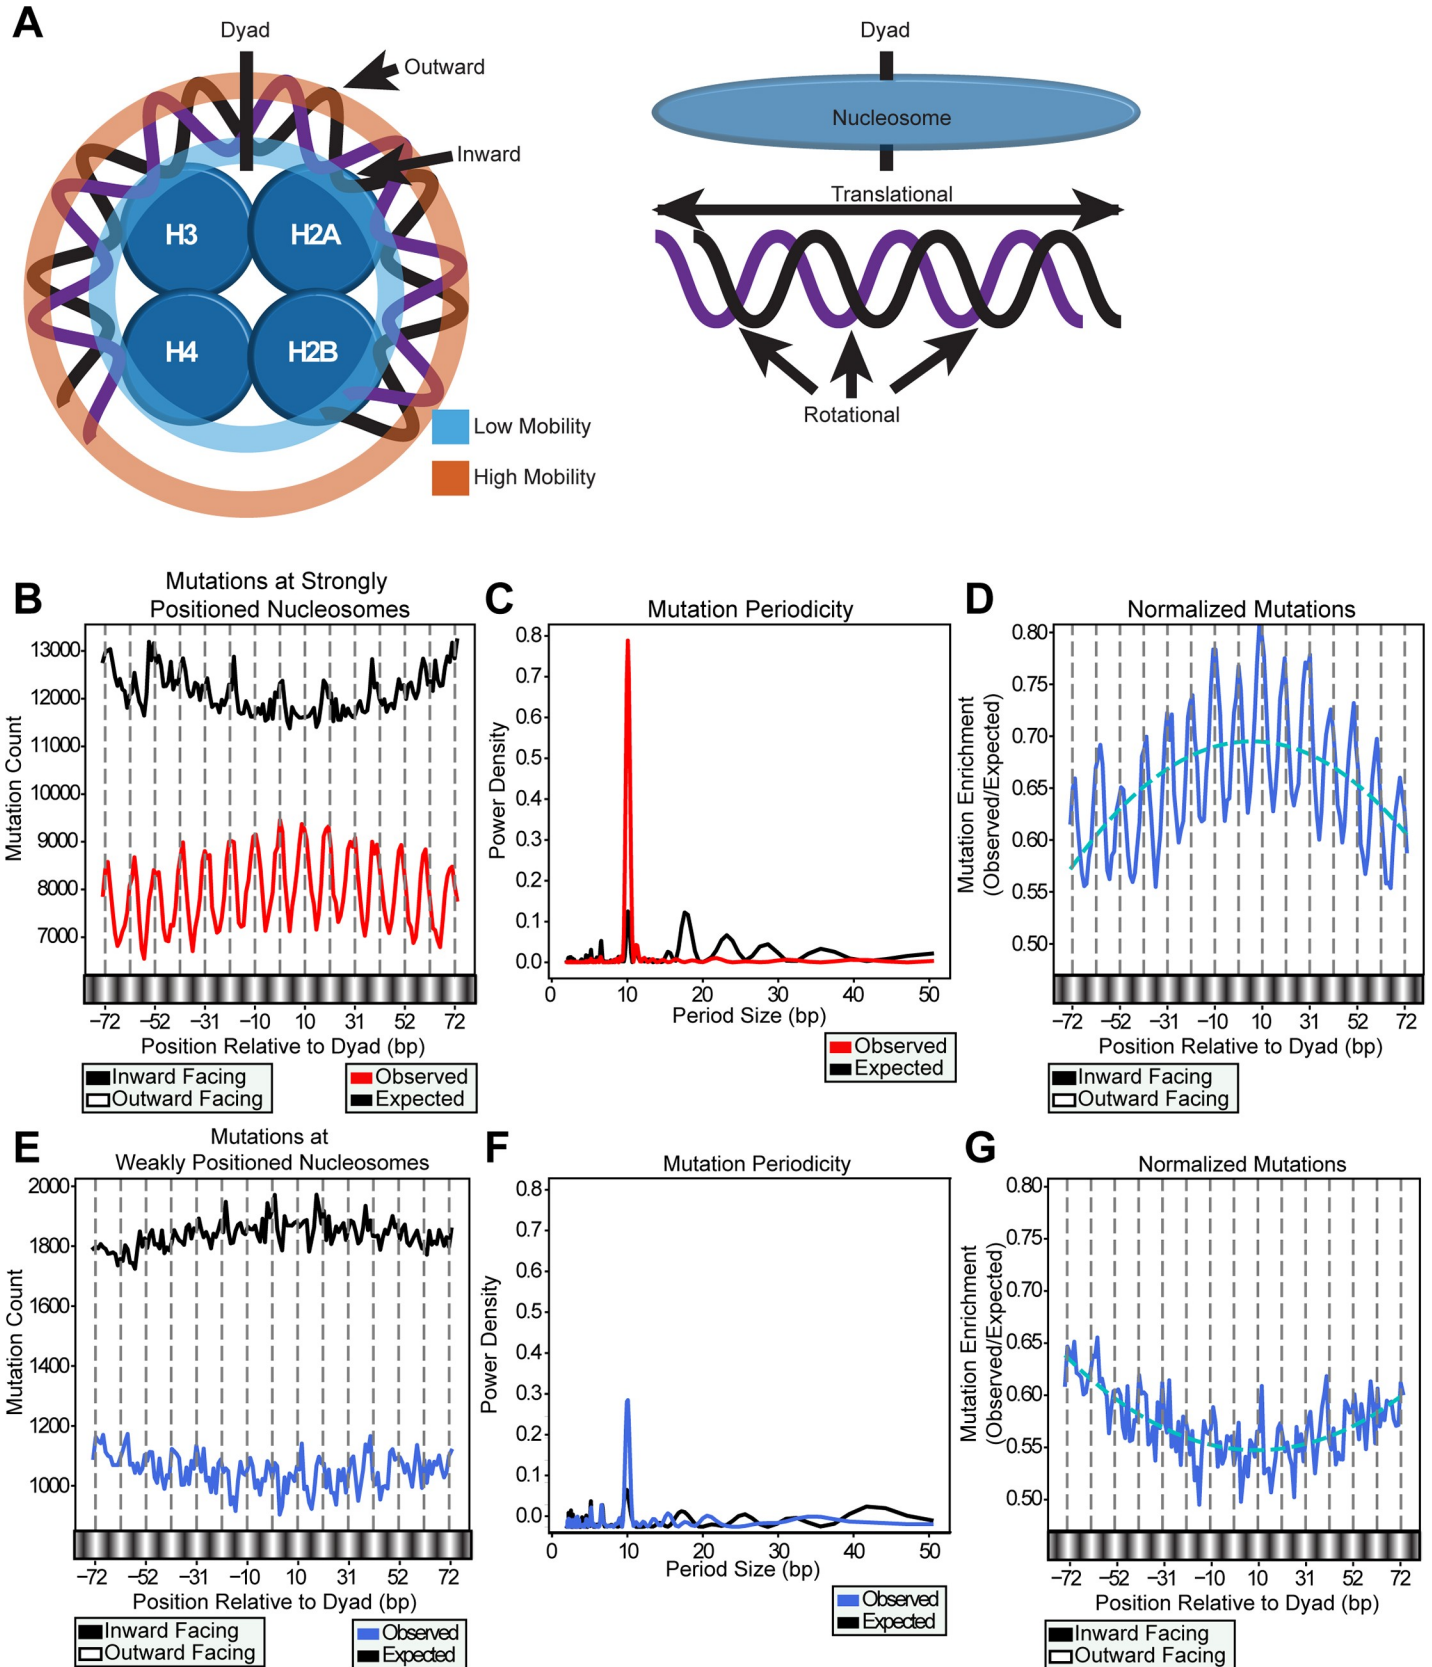 A
Dyad
Outward
Inward
H3
H2A
H4
H2B
Low Mobility
High Mobility
Dyad
Nucleosome
Translational
Rotational
B
Mutations at Strongly
Positioned Nucleosomes
Mutation Count
13000
12000
11000
10000
9000
8000
7000
−72 −52 −31 −10 10 31 52 72
Position Relative to Dyad (bp)
Inward Facing
Outward Facing
Observed
Expected
C
Mutation Periodicity
Power Density
0.8
0.7
0.6
0.5
0.4
0.3
0.2
0.1
0.0
0 10 20 30 40 50
Period Size (bp)
Observed
Expected
D
Normalized Mutations
Mutation Enrichment
(Observed/Expected)
0.80
0.75
0.70
0.65
0.60
0.55
0.50
−72 −52 −31 −10 10 31 52 72
Position Relative to Dyad (bp)
Inward Facing
Outward Facing
E
Mutations at
Weakly Positioned Nucleosomes
Mutation Count
2000
1800
1600
1400
1200
1000
−72 −52 −31 −10 10 31 52 72
Position Relative to Dyad (bp)
Inward Facing
Outward Facing
Observed
Expected
F
Mutation Periodicity
Power Density
0.8
0.7
0.6
0.5
0.4
0.3
0.2
0.1
0.0
0 10 20 30 40 50
Period Size (bp)
Observed
Expected
G
Normalized Mutations
Mutation Enrichment
(Observed/Expected)
0.80
0.75
0.70
0.65
0.60
0.55
0.50
−72 −52 −31 −10 10 31 52 72
Position Relative to Dyad (bp)
Inward Facing
Outward Facing